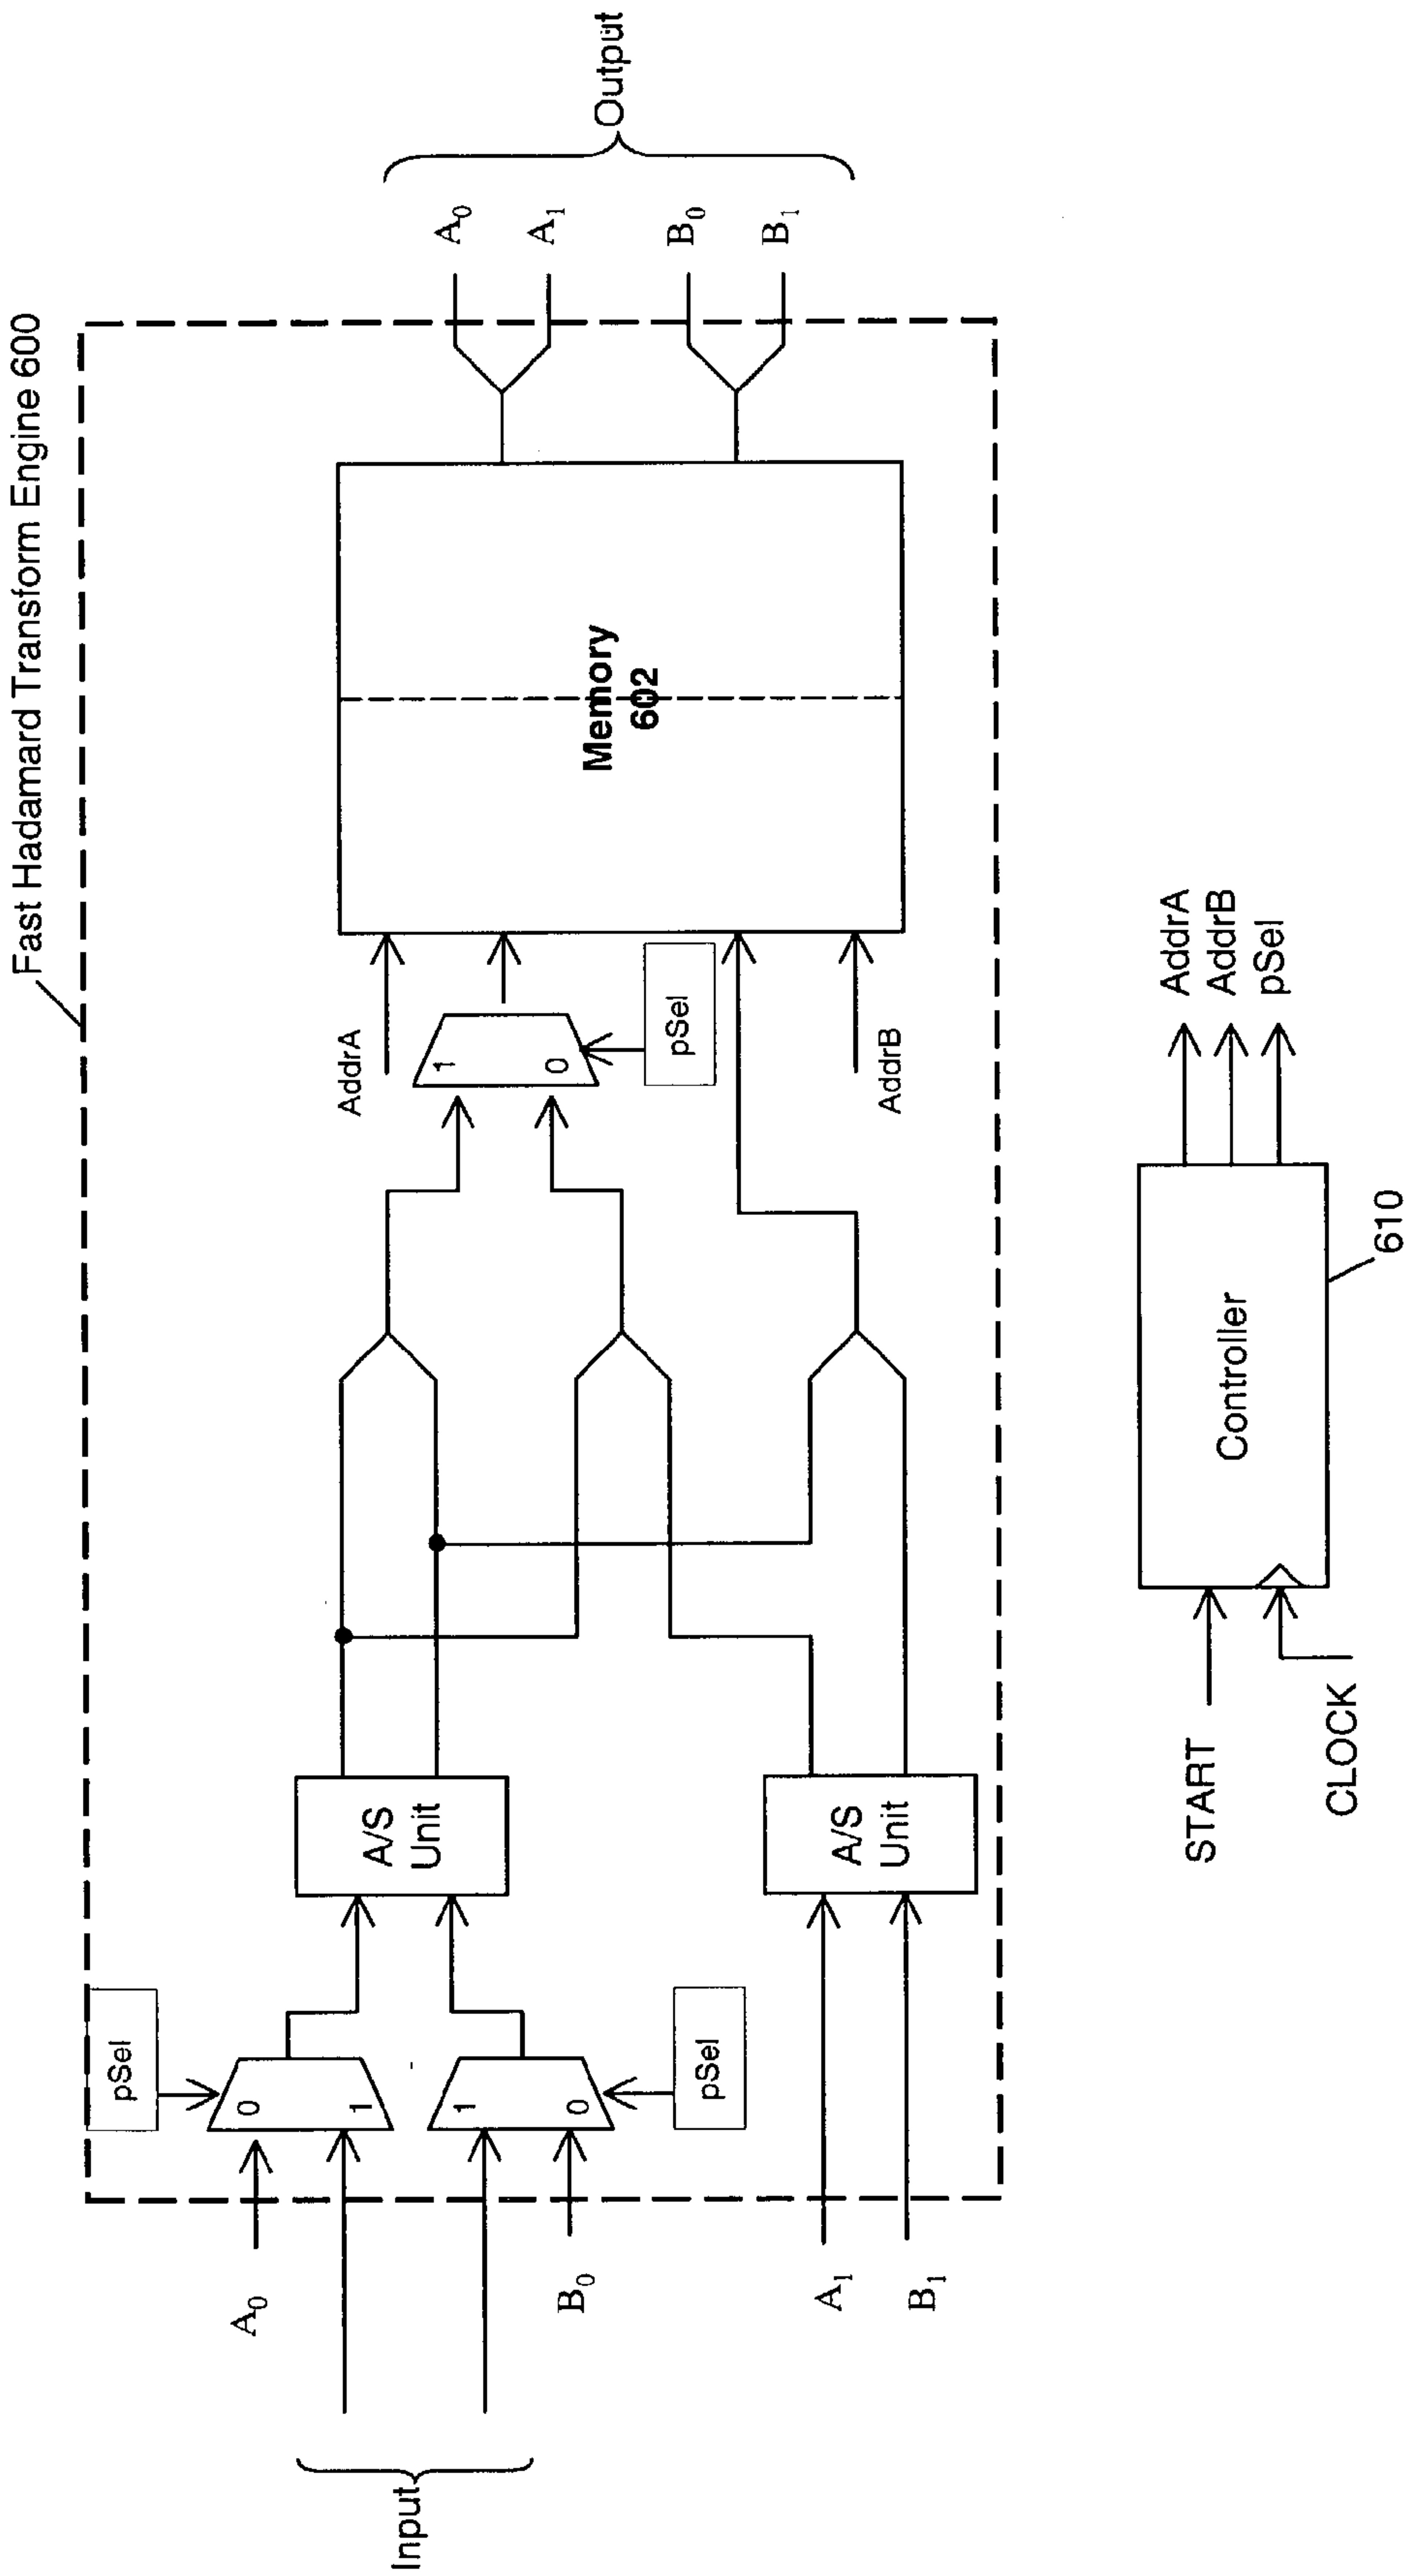 Fast Hadamard Transform Engine 600
Input
A0
B0
A1
B1
pSel
0
1
1
0
pSel
A/S
Unit
A/S
Unit
AddrA
1
0
pSel
AddrB
Memory
602
A0
A1
B0
B1
Output
START
CLOCK
Controller
610
AddrA
AddrB
pSel